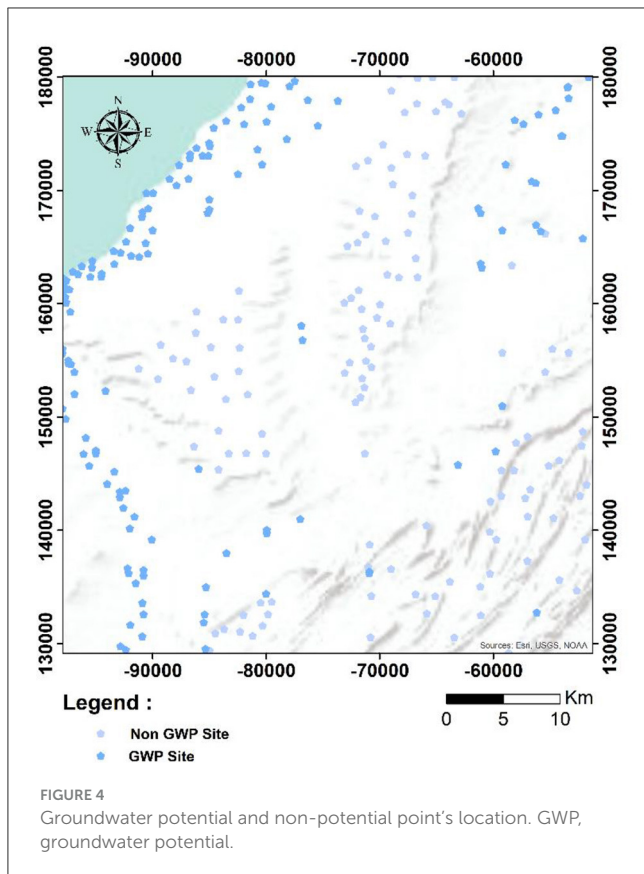 -90000 -80000 -70000 -60000
180000 180000
N
W E
S
170000 170000
160000 160000
150000 150000
140000 140000
130000 130000
Sources: Esri, USGS, NOAA
-90000 -80000 -70000 -60000
Legend :
Non GWP Site
GWP Site
Km
0 5 10
FIGURE 4
Groundwater potential and non-potential point's location. GWP,
groundwater potential.